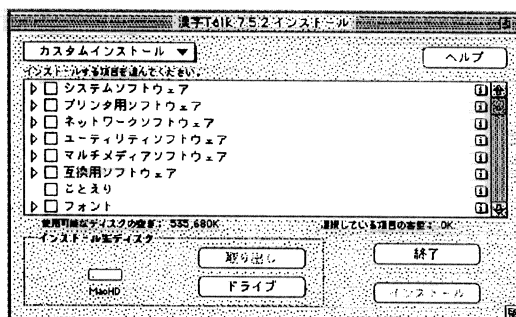 漢字Talk 7.5.2 インストール
カスタムインストール
ヘルプ
インストールする項目を選んでください。
システムソフトウェア
プリンタ用ソフトウェア
ネットワークソフトウェア
ユーティリティソフトウェア
マルチメディアソフトウェア
互換用ソフトウェア
ことえり
フォント
使用可能なディスクの空き： 535,680K
選択している項目の容量： 0K
インストール先ディスク
取り出し
終了
MacHD
ドライブ
インストール